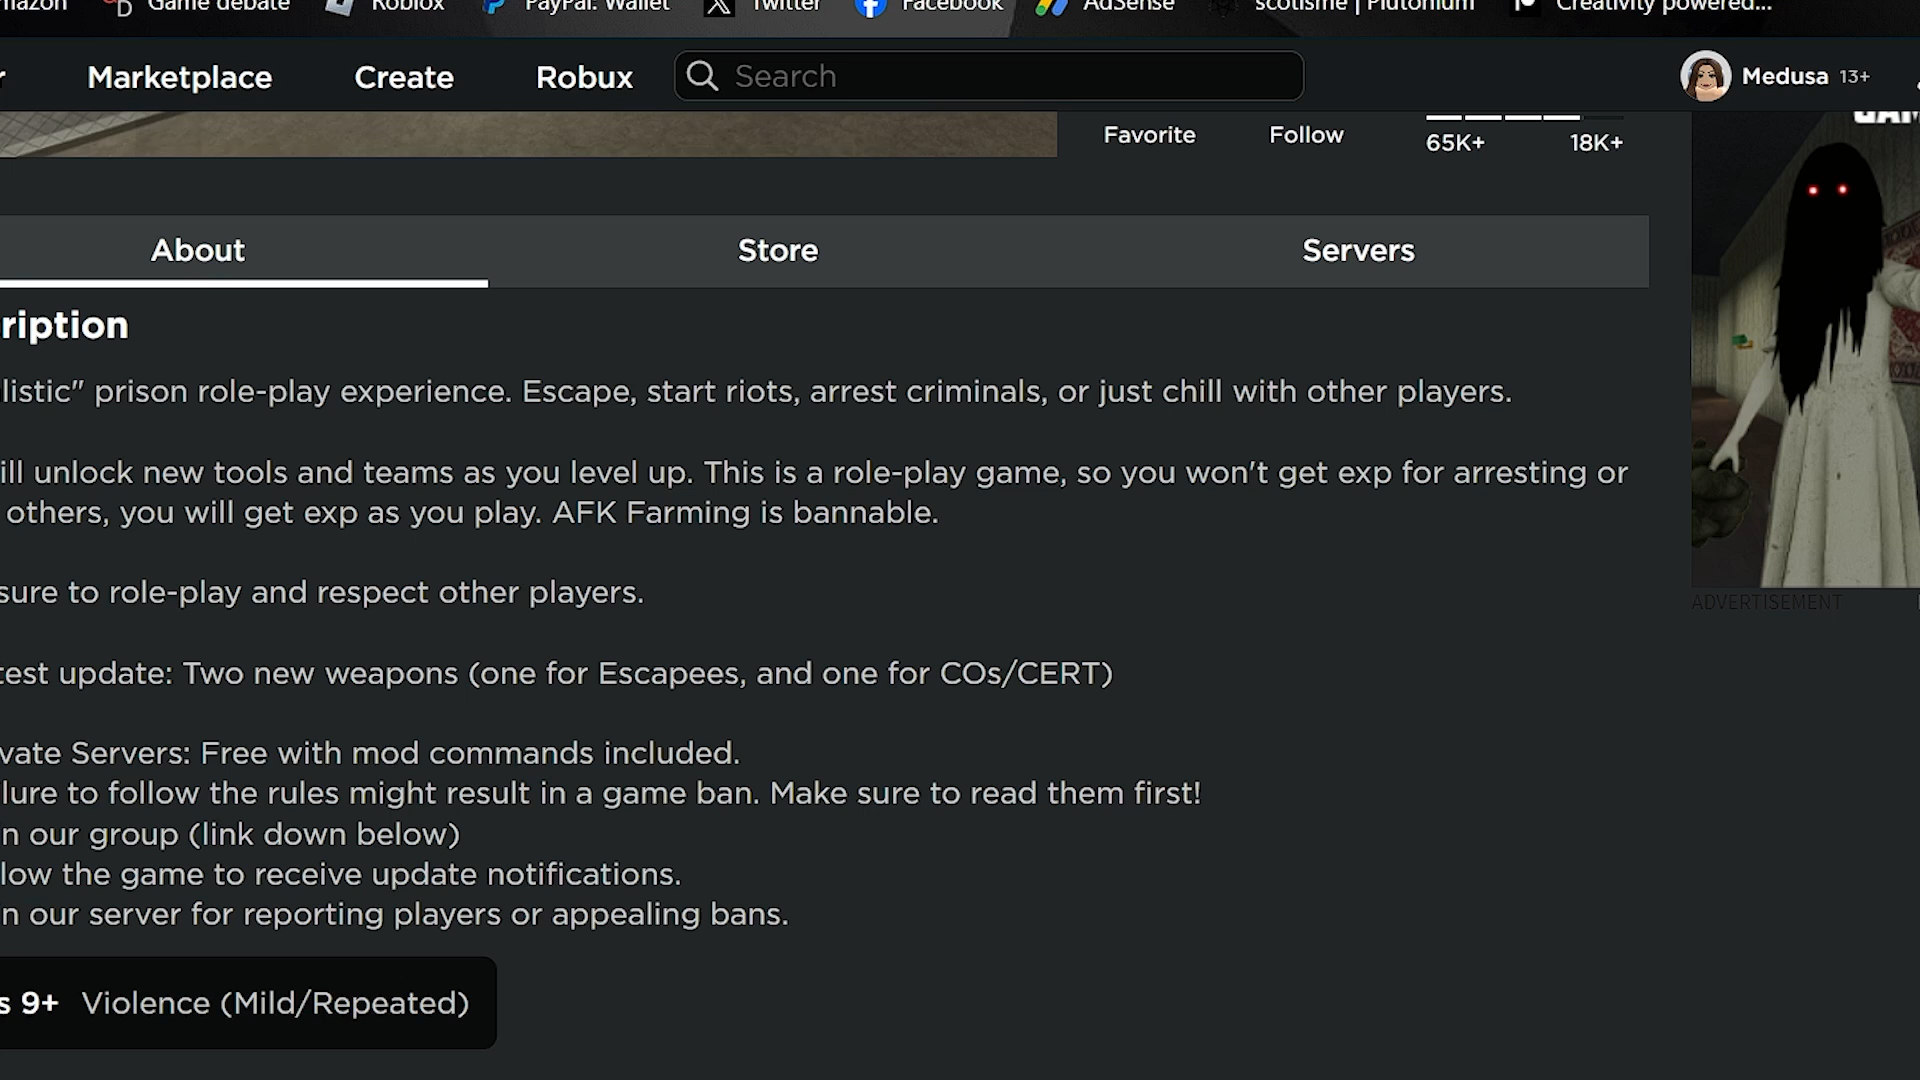 Game debate Roblox PayPal: Wallet Twitter Facebook AdSense scotisme | Plutonium Creativity powered...
Marketplace Create Robux Search Medusa 13+
Favorite Follow 65K+ 18K+
About Store Servers
ription
listic" prison role-play experience. Escape, start riots, arrest criminals, or just chill with other players.
ill unlock new tools and teams as you level up. This is a role-play game, so you won't get exp for arresting or
others, you will get exp as you play. AFK Farming is bannable.
sure to role-play and respect other players.
test update: Two new weapons (one for Escapees, and one for COs/CERT)
vate Servers: Free with mod commands included.
lure to follow the rules might result in a game ban. Make sure to read them first!
n our group (link down below)
low the game to receive update notifications.
n our server for reporting players or appealing bans.
s 9+ Violence (Mild/Repeated)
ADVERTISEMENT